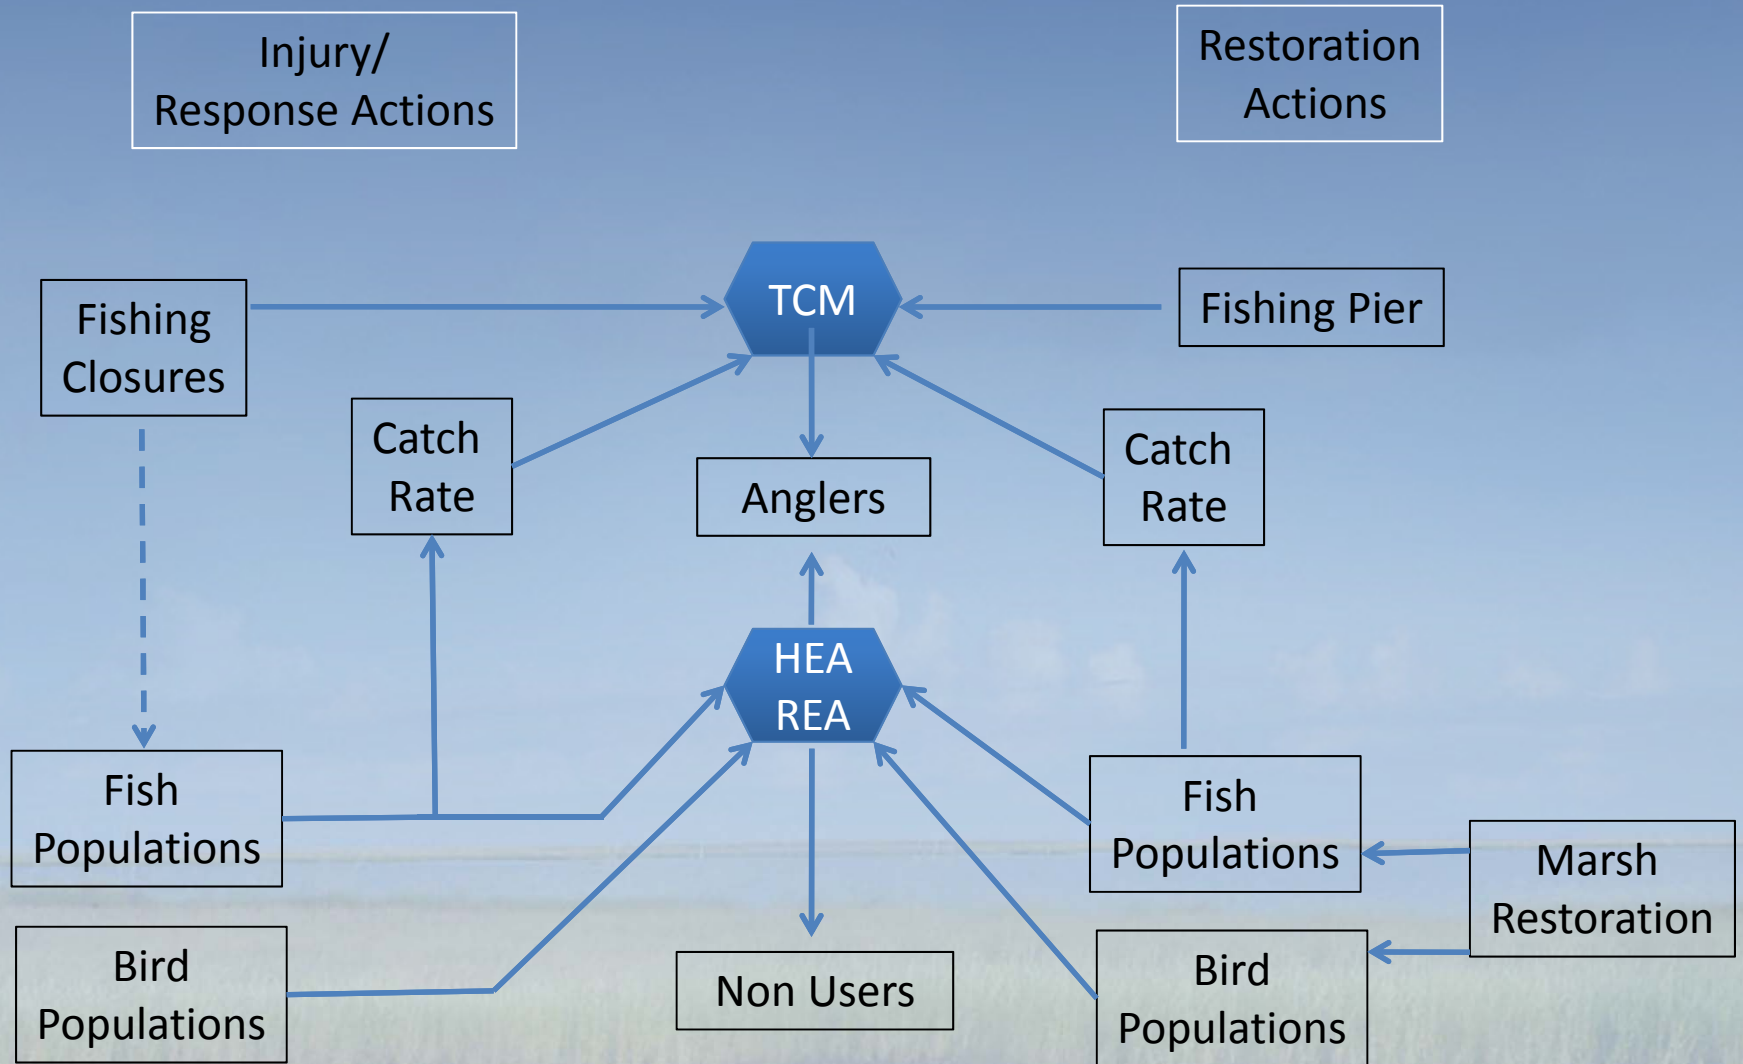 Injury/
Response Actions
Restoration
Actions
TCM
Fishing
Closures
Fishing Pier
Catch
Rate
Anglers
Catch
Rate
HEA
REA
Fish
Populations
Fish
Populations
Marsh
Restoration
Bird
Populations
Non Users
Bird
Populations